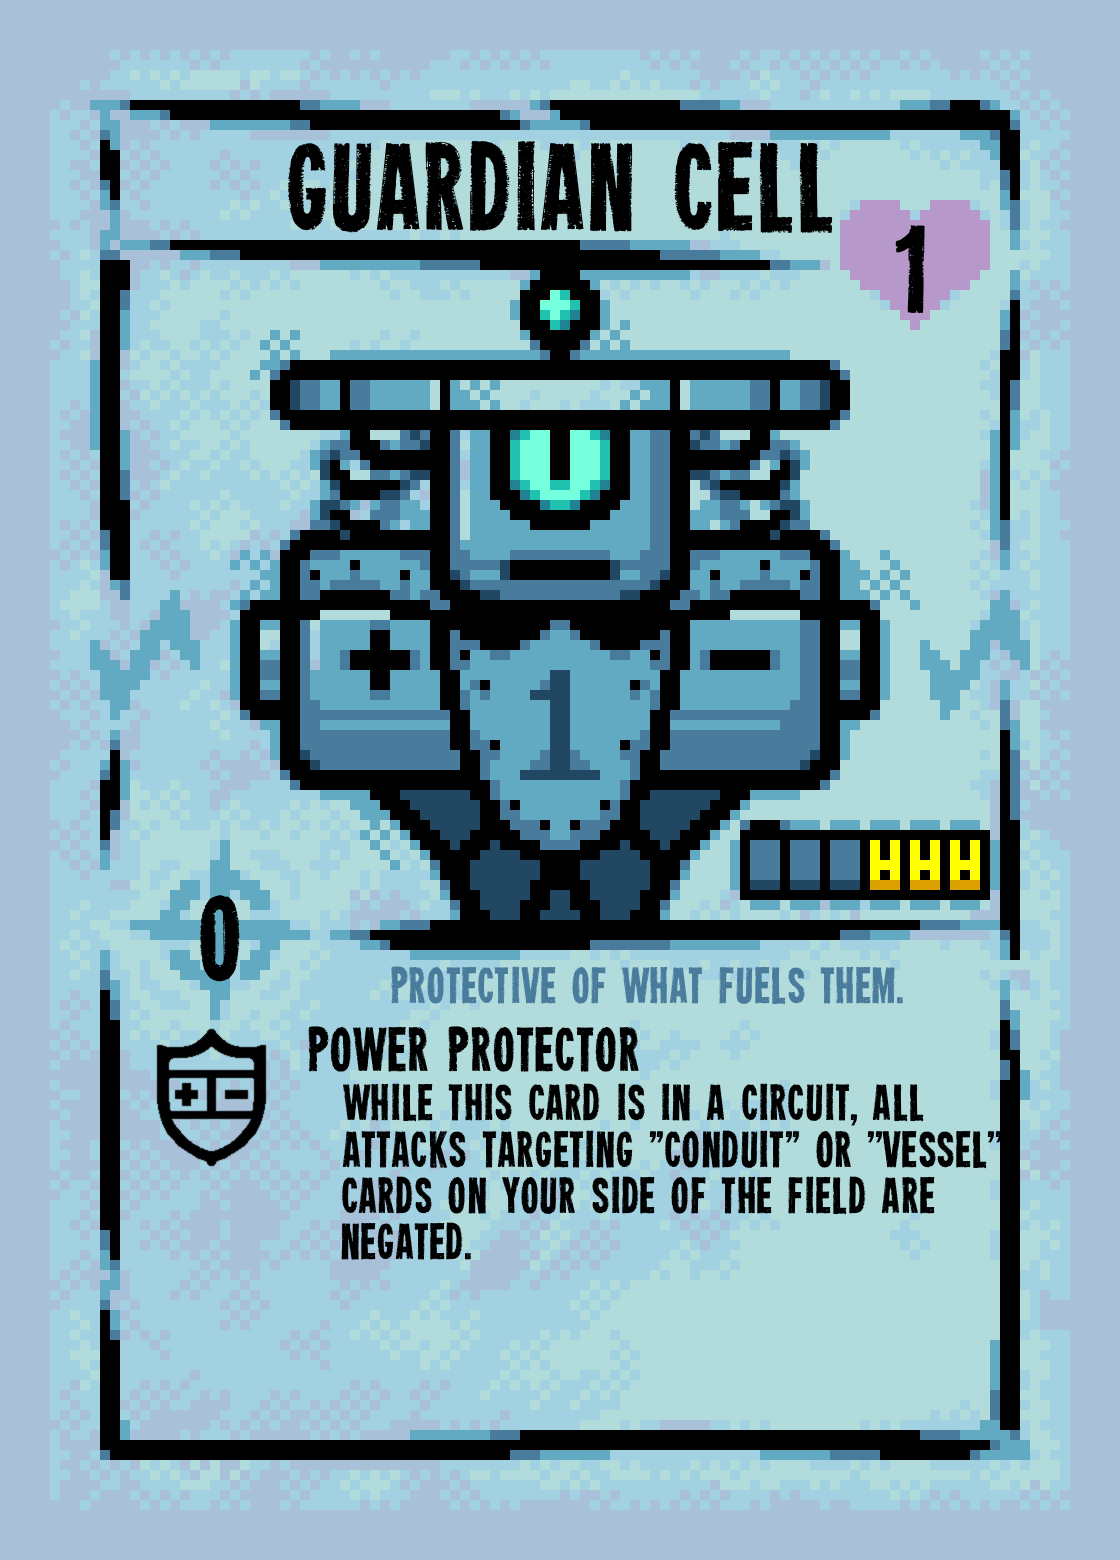 GUARDIAN CELL
1
+ -
1
0
PROTECTIVE OF WHAT FUELS THEM.
POWER PROTECTOR
WHILE THIS CARD IS IN A CIRCUIT, ALL
ATTACKS TARGETING "CONDUIT" OR "VESSEL"
CARDS ON YOUR SIDE OF THE FIELD ARE
NEGATED.